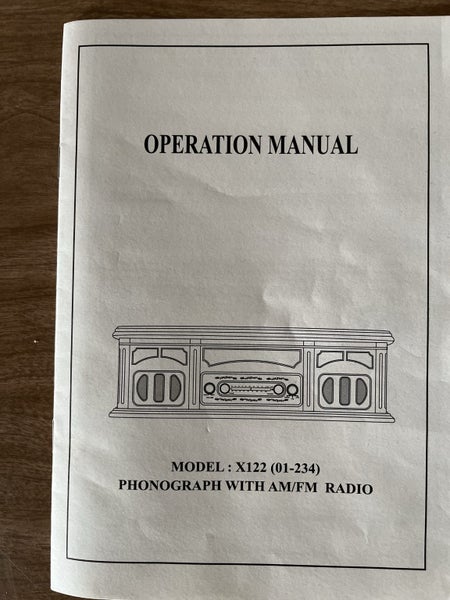 OPERATION MANUAL
MODEL : X122 (01-234)
PHONOGRAPH WITH AM/FM RADIO